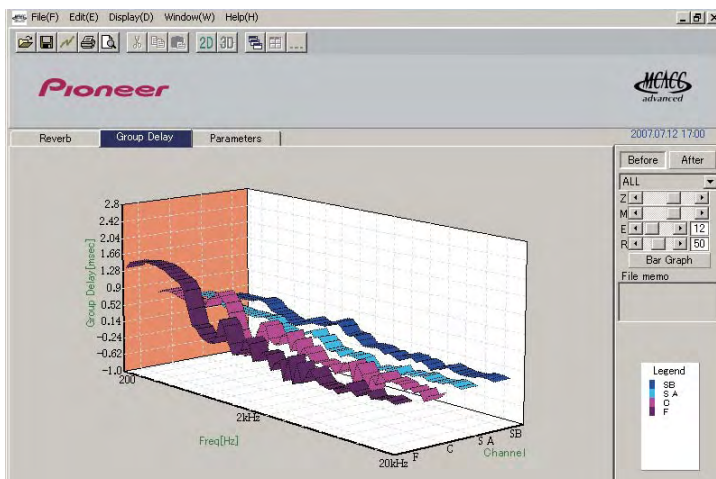 File(F) Edit(E) Display(D) Window(W) Help(H)
2D 3D ...
Pioneer
MCACC
advanced
Reverb Group Delay Parameters
2007.07.12 17:00
Before After
ALL
Z
M
E 12
R 50
Bar Graph
File memo
2.8
2.42
2.04
1.66
1.28
0.9
0.52
0.14
-0.24
-0.62
-1.0
Group Delay[msec]
200
2kHz
20kHz
Freq[Hz]
F
C
S A
SB
Channel
Legend
SB
S A
C
F